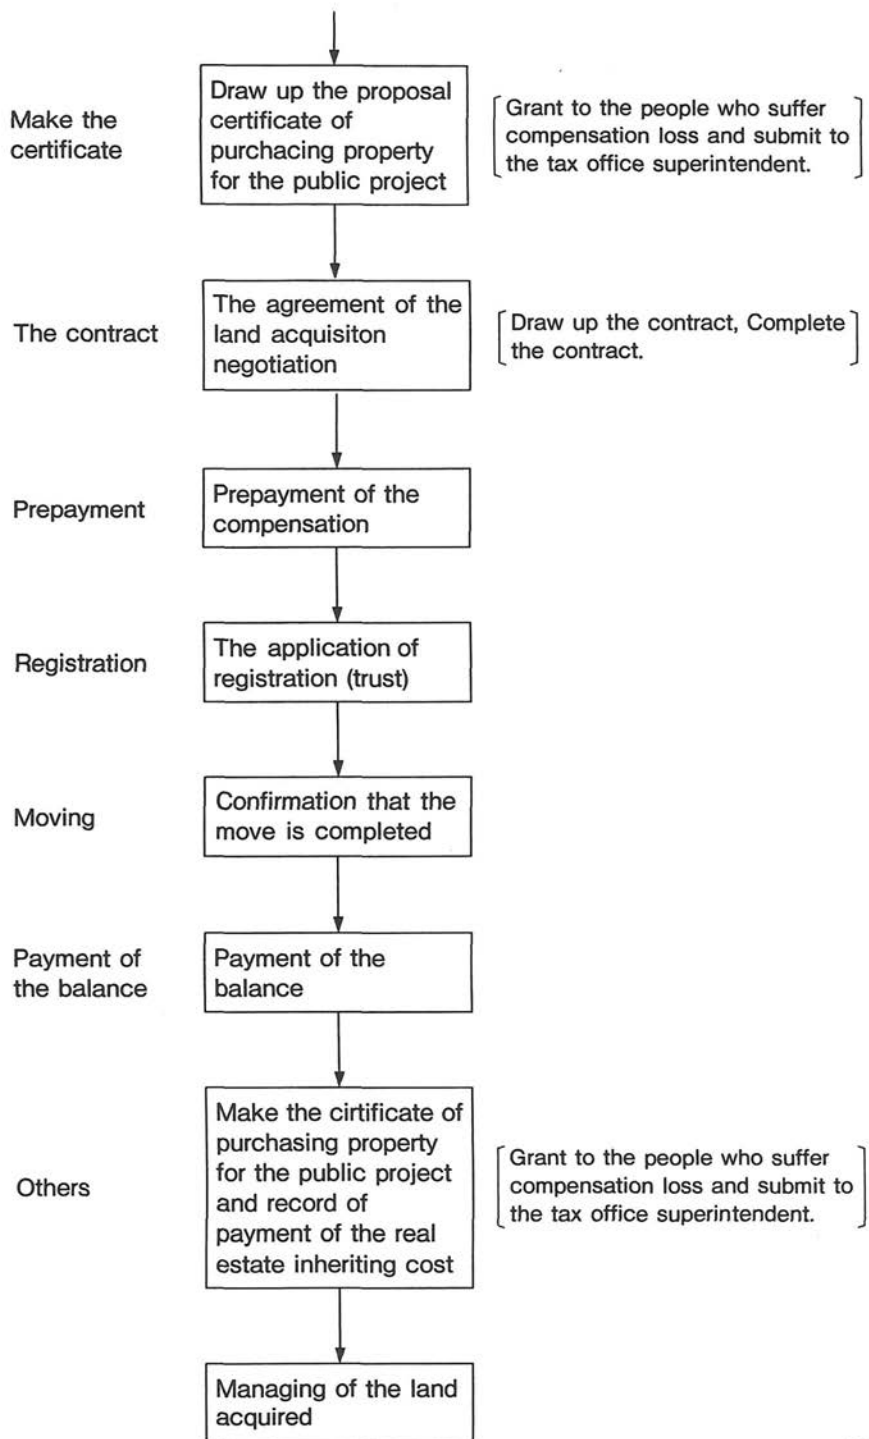 Make the
certificate
Draw up the proposal
certificate of
purchacing property
for the public project
Grant to the people who suffer
compensation loss and submit to
the tax office superintendent.
The contract
The agreement of the
land acquisiton
negotiation
Draw up the contract, Complete
the contract.
Prepayment
Prepayment of the
compensation
Registration
The application of
registration (trust)
Moving
Confirmation that the
move is completed
Payment of
the balance
Payment of the
balance
Others
Make the cirtificate of
purchasing property
for the public project
and record of
payment of the real
estate inheriting cost
Grant to the people who suffer
compensation loss and submit to
the tax office superintendent.
Managing of the land
acquired